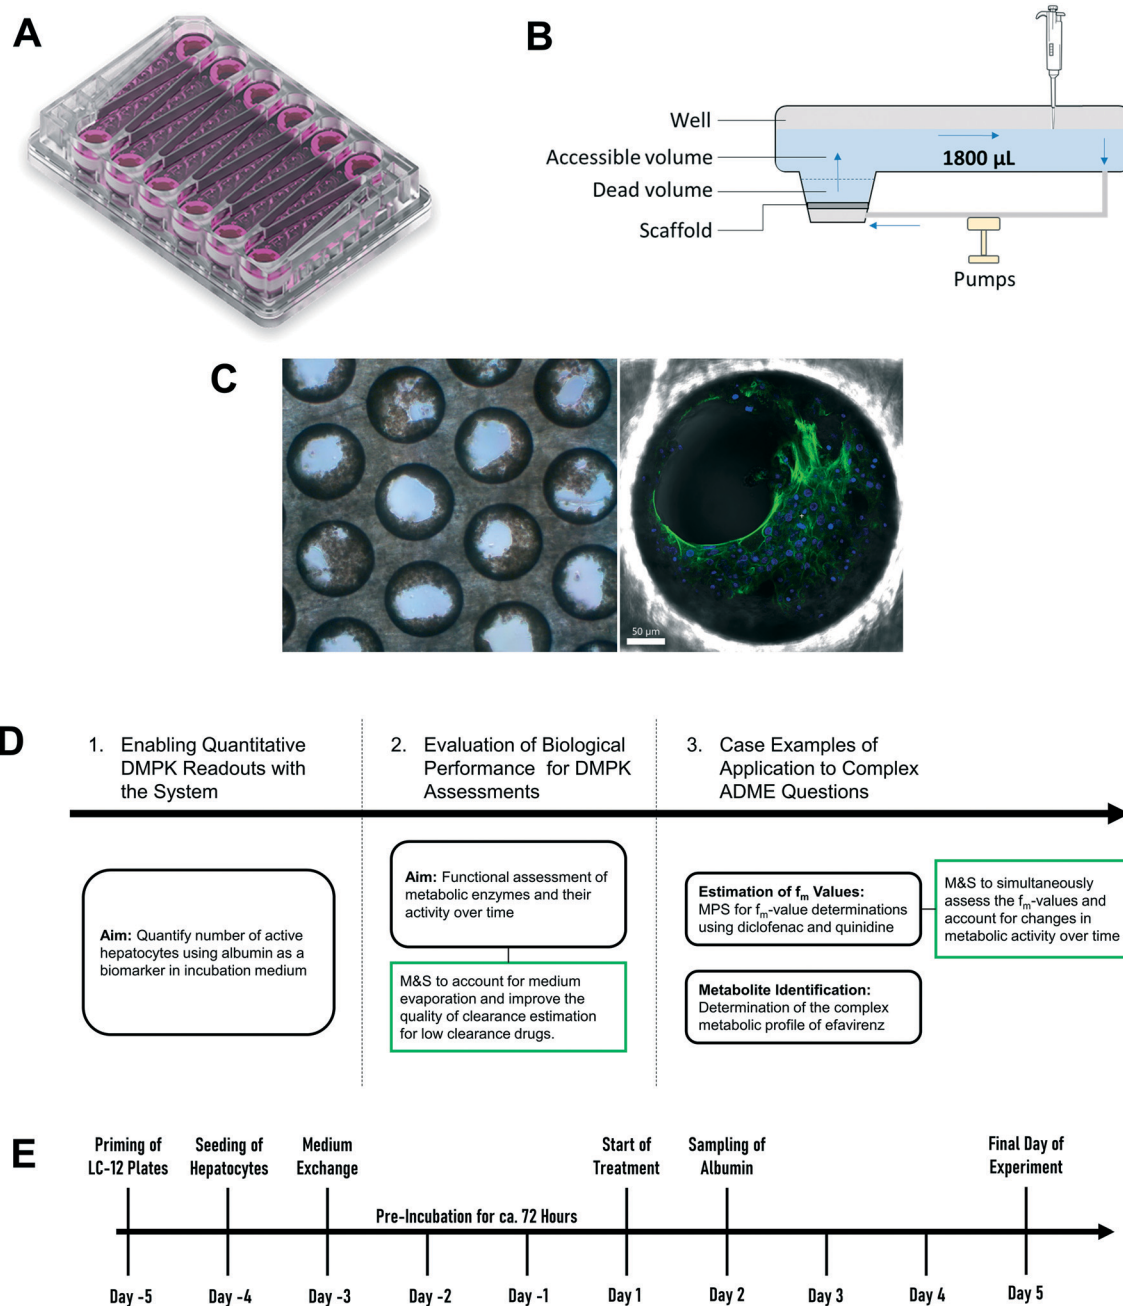 A
B
Well
Accessible volume
1800 µL
Dead volume
Scaffold
Pumps
C
50 µm
D
1. Enabling Quantitative
DMPK Readouts with
the System
2. Evaluation of Biological
Performance for DMPK
Assessments
3. Case Examples of
Application to Complex
ADME Questions
Aim: Quantify number of active
hepatocytes using albumin as a
biomarker in incubation medium
Aim: Functional assessment of
metabolic enzymes and their
activity over time
M&S to account for medium
evaporation and improve the
quality of clearance estimation
for low clearance drugs.
Estimation of fm Values:
MPS for fm-value determinations
using diclofenac and quinidine
M&S to simultaneously
assess the fm-values and
account for changes in
metabolic activity over time
Metabolite Identification:
Determination of the complex
metabolic profile of efavirenz
E
Priming of
LC-12 Plates
Seeding of
Hepatocytes
Medium
Exchange
Pre-Incubation for ca. 72 Hours
Start of
Treatment
Sampling of
Albumin
Final Day of
Experiment
Day -5
Day -4
Day -3
Day -2
Day -1
Day 1
Day 2
Day 3
Day 4
Day 5